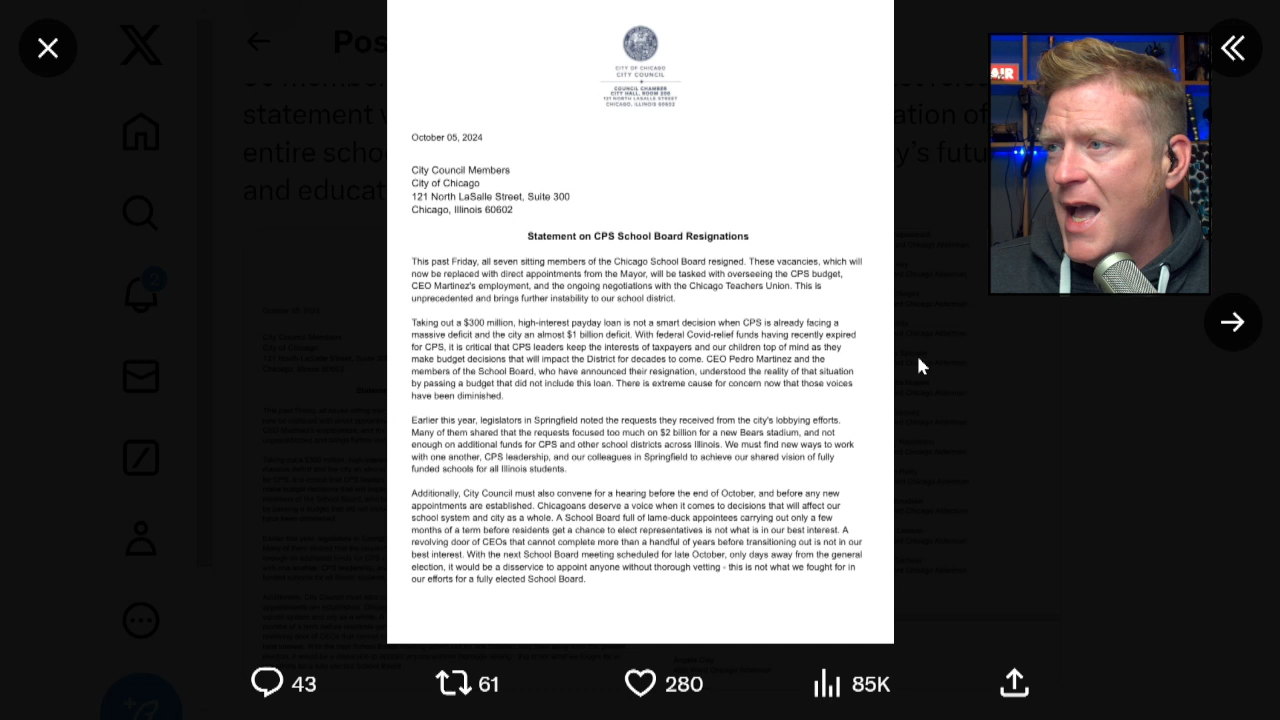 Pos
statement
ation of
entire scho
y's futu
and educat
CITY OF CHICAGO
CITY COUNCIL
COUNCIL CHAMBER
CITY HALL, ROOM 200
121 NORTH LASALLE STREET
CHICAGO, ILLINOIS 60602
October 05, 2024
City Council Members
City of Chicago
121 North LaSalle Street, Suite 300
Chicago, Illinois 60602
Statement on CPS School Board Resignations
This past Friday, all seven sitting members of the Chicago School Board resigned. These vacancies, which will
now be replaced with direct appointments from the Mayor, will be tasked with overseeing the CPS budget,
CEO Martinez's employment, and the ongoing negotiations with the Chicago Teachers Union. This is
unprecedented and brings further instability to our school district.
Taking out a $300 million, high-interest payday loan is not a smart decision when CPS is already facing a
massive deficit and the city an almost $1 billion deficit. With federal Covid-relief funds having recently expired
for CPS, it is critical that CPS leaders keep the interests of taxpayers and our children top of mind as they
make budget decisions that will impact the District for decades to come. CEO Pedro Martinez and the
members of the School Board, who have announced their resignation, understood the reality of that situation
by passing a budget that did not include this loan. There is extreme cause for concern now that those voices
have been diminished.
Earlier this year, legislators in Springfield noted the requests they received from the city's lobbying efforts.
Many of them shared that the requests focused too much on $2 billion for a new Bears stadium, and not
enough on additional funds for CPS and other school districts across Illinois. We must find new ways to work
with one another, CPS leadership, and our colleagues in Springfield to achieve our shared vision of fully
funded schools for all Illinois students.
Additionally, City Council must also convene for a hearing before the end of October, and before any new
appointments are established. Chicagoans deserve a voice when it comes to decisions that will affect our
school system and city as a whole. A School Board full of lame-duck appointees carrying out only a few
months of a term before residents get a chance to elect representatives is not what is in our best interest. A
revolving door of CEOs that cannot complete more than a handful of years before transitioning out is not in our
best interest. With the next School Board meeting scheduled for late October, only days away from the general
election, it would be a disservice to appoint anyone without thorough vetting - this is not what we fought for in
our efforts for a fully elected School Board.
43
61
280
85K